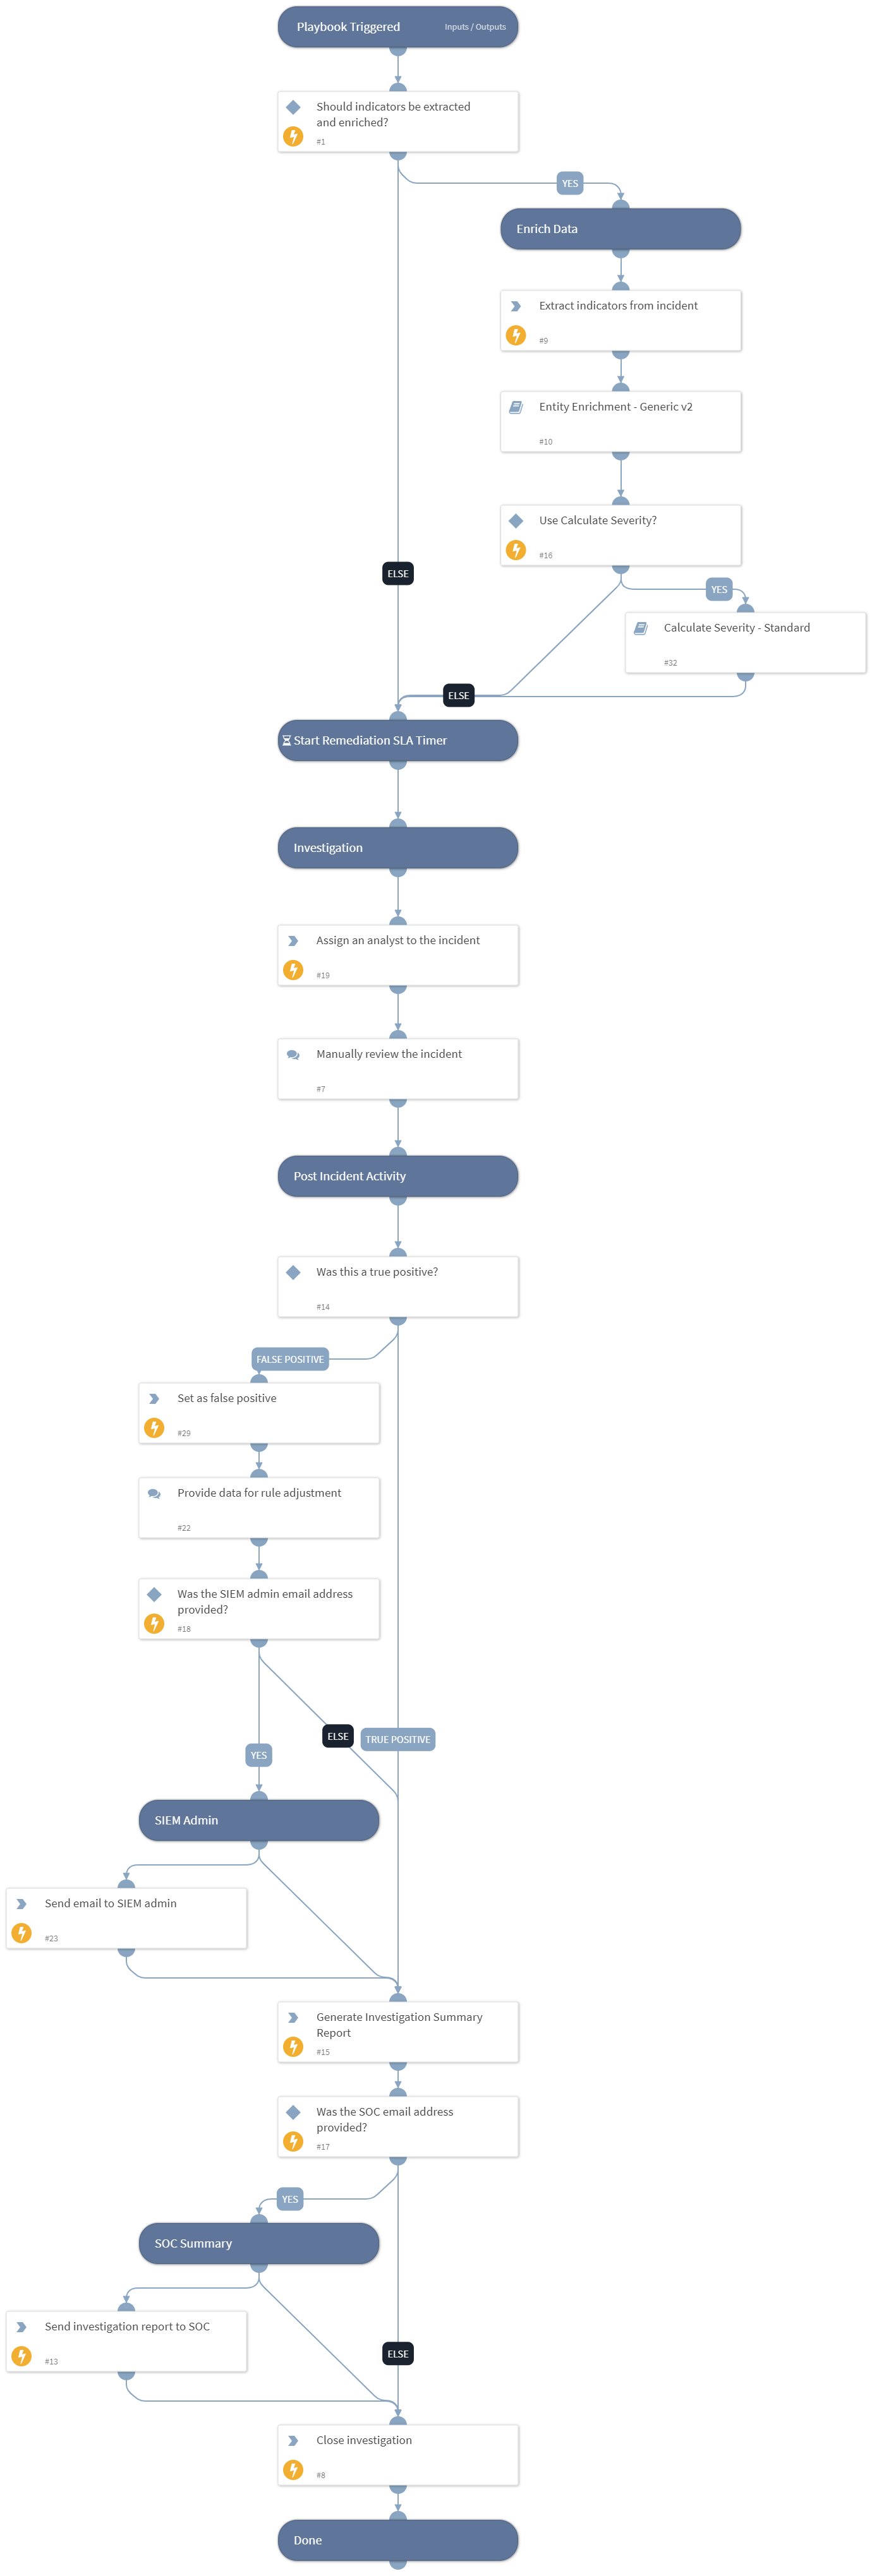 Playbook Triggered
Inputs / Outputs
Should indicators be extracted
and enriched?
#1
YES
Enrich Data
Extract indicators from incident
#9
Entity Enrichment - Generic v2
#10
Use Calculate Severity?
#16
ELSE
YES
Calculate Severity - Standard
#32
ELSE
Start Remediation SLA Timer
Investigation
Assign an analyst to the incident
#19
Manually review the incident
#7
Post Incident Activity
Was this a true positive?
#14
FALSE POSITIVE
Set as false positive
#29
Provide data for rule adjustment
#22
Was the SIEM admin email address
provided?
#18
ELSE
TRUE POSITIVE
YES
SIEM Admin
Send email to SIEM admin
#23
Generate Investigation Summary
Report
#15
Was the SOC email address
provided?
#17
YES
SOC Summary
Send investigation report to SOC
#13
ELSE
Close investigation
#8
Done